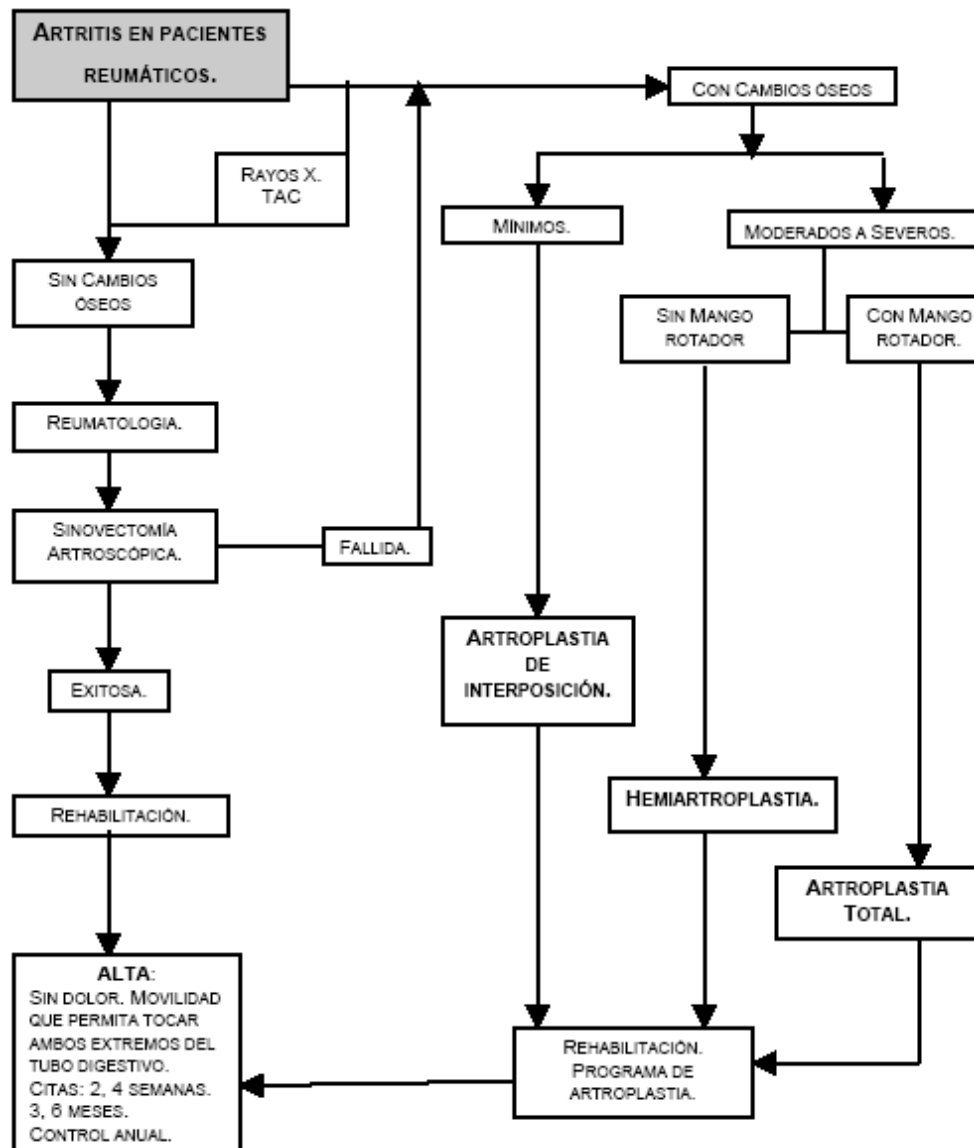 ARTRITIS EN PACIENTES
REUMÁTICOS.
CON CAMBIOS ÓSEOS
RAYOS X.
TAC
MÍNIMOS.
MODERADOS A SEVEROS.
SIN CAMBIOS
ÓSEOS
SIN MANGO
ROTADOR
CON MANGO
ROTADOR.
REUMATOLOGIA.
SINOVECTOMÍA
ARTROSCÓPICA.
FALLIDA.
ARTROPLASTIA
DE
INTERPOSICIÓN.
EXITOSA.
HEMIARTROPLASTIA.
REHABILITACIÓN.
ARTROPLASTIA
TOTAL.
ALTA:
SIN DOLOR. MOVILIDAD
QUE PERMITA TOCAR
AMBOS EXTREMOS DEL
TUBO DIGESTIVO.
CITAS: 2, 4 SEMANAS.
3, 6 MESES.
CONTROL ANUAL.
REHABILITACIÓN.
PROGRAMA DE
ARTROPLASTIA.